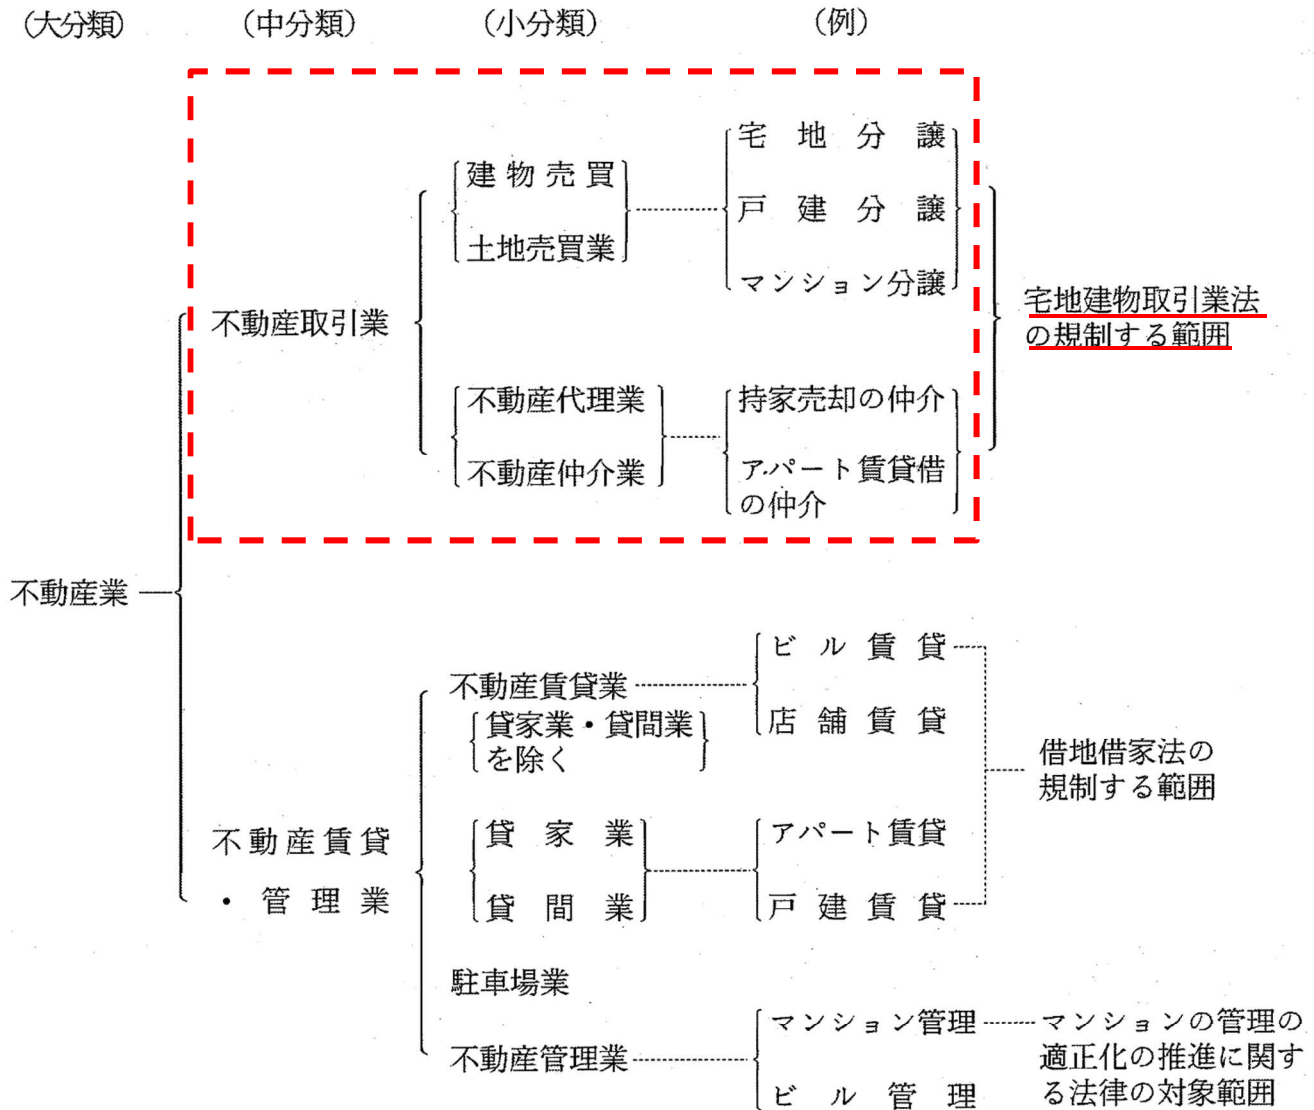 (大分類) (中分類) (小分類) (例)
宅地分譲
建物売買
戸建分譲
土地売買業
マンション分譲
不動産取引業
宅地建物取引業法
の規制する範囲
不動産代理業
持家売却の仲介
不動産仲介業
アパート賃貸借
の仲介
不動産業
ビル賃貸
不動産賃貸業
店舗賃貸
貸家業・貸間業
を除く
借地借家法の
規制する範囲
不動産賃貸
・管理業
貸家業
アパート賃貸
貸間業
戸建賃貸
駐車場業
マンション管理
マンションの管理の
適正化の推進に関す
る法律の対象範囲
不動産管理業
ビル管理